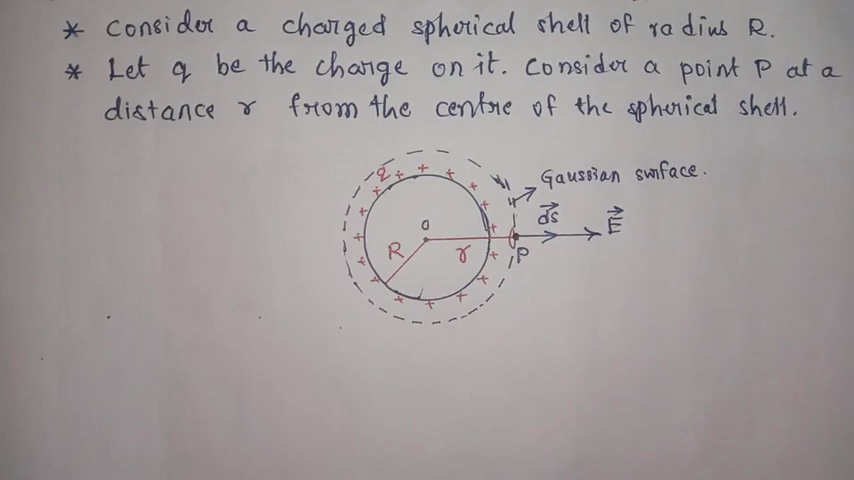 * Consider a charged spherical shell of radius R.
* Let q be the charge on it. Consider a point P at a
distance r from the centre of the spherical shell.
q
Gaussian surface.
O
ds
E
R
r
P